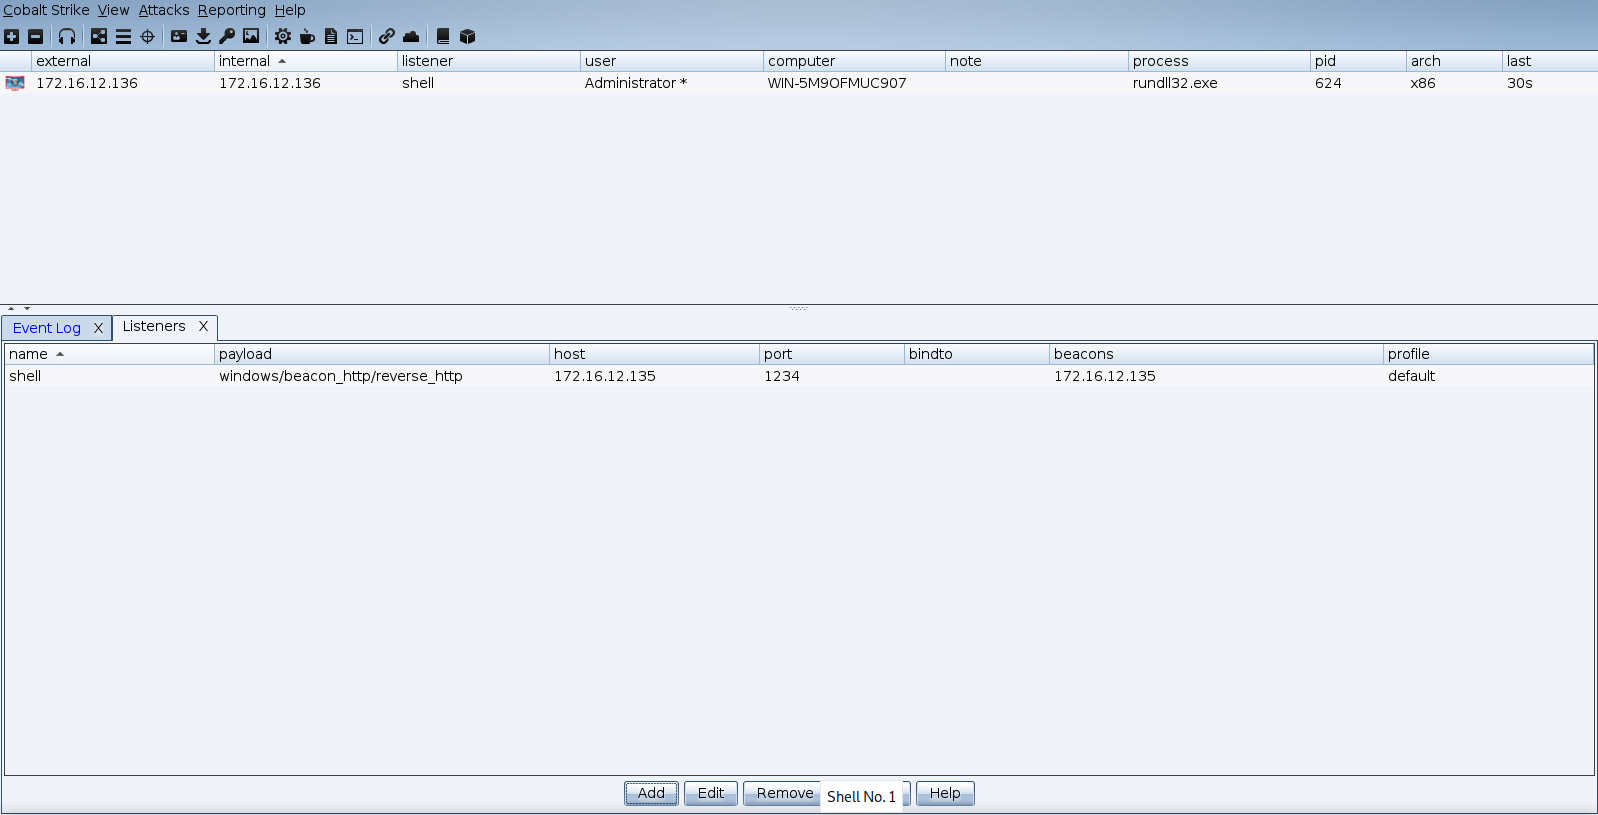 Cobalt Strike View Attacks Reporting Help
external internal listener user computer note process pid arch last
172.16.12.136 172.16.12.136 shell Administrator * WIN-5M9OFMUC907 rundll32.exe 624 x86 30s
Event Log X Listeners X
name payload host port bindto beacons profile
shell windows/beacon_http/reverse_http 172.16.12.135 1234 172.16.12.135 default
Add Edit Remove Shell No. 1 Help